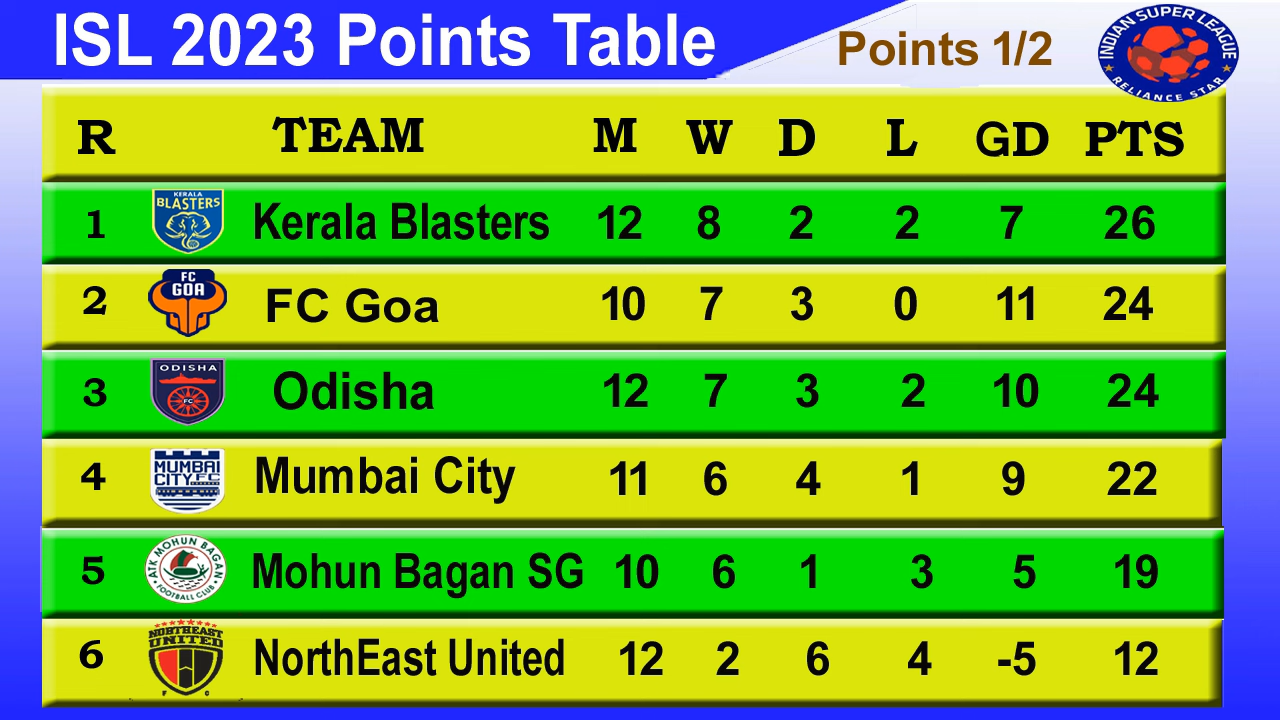 ISL 2023 Points Table
Points 1/2
INDIAN SUPER LEAGUE
RELIANCE STAR
R TEAM M W D L GD PTS
KERALA
BLASTERS
1 Kerala Blasters 12 8 2 2 7 26
FC
GOA
2 FC Goa 10 7 3 0 11 24
ODISHA
FC
3 Odisha 12 7 3 2 10 24
MUMBAI
CITY FC
4 Mumbai City 11 6 4 1 9 22
ATK MOHUN BAGAN
FOOTBALL CLUB
5 Mohun Bagan SG 10 6 1 3 5 19
NORTHEAST
UNITED
F C
6 NorthEast United 12 2 6 4 -5 12